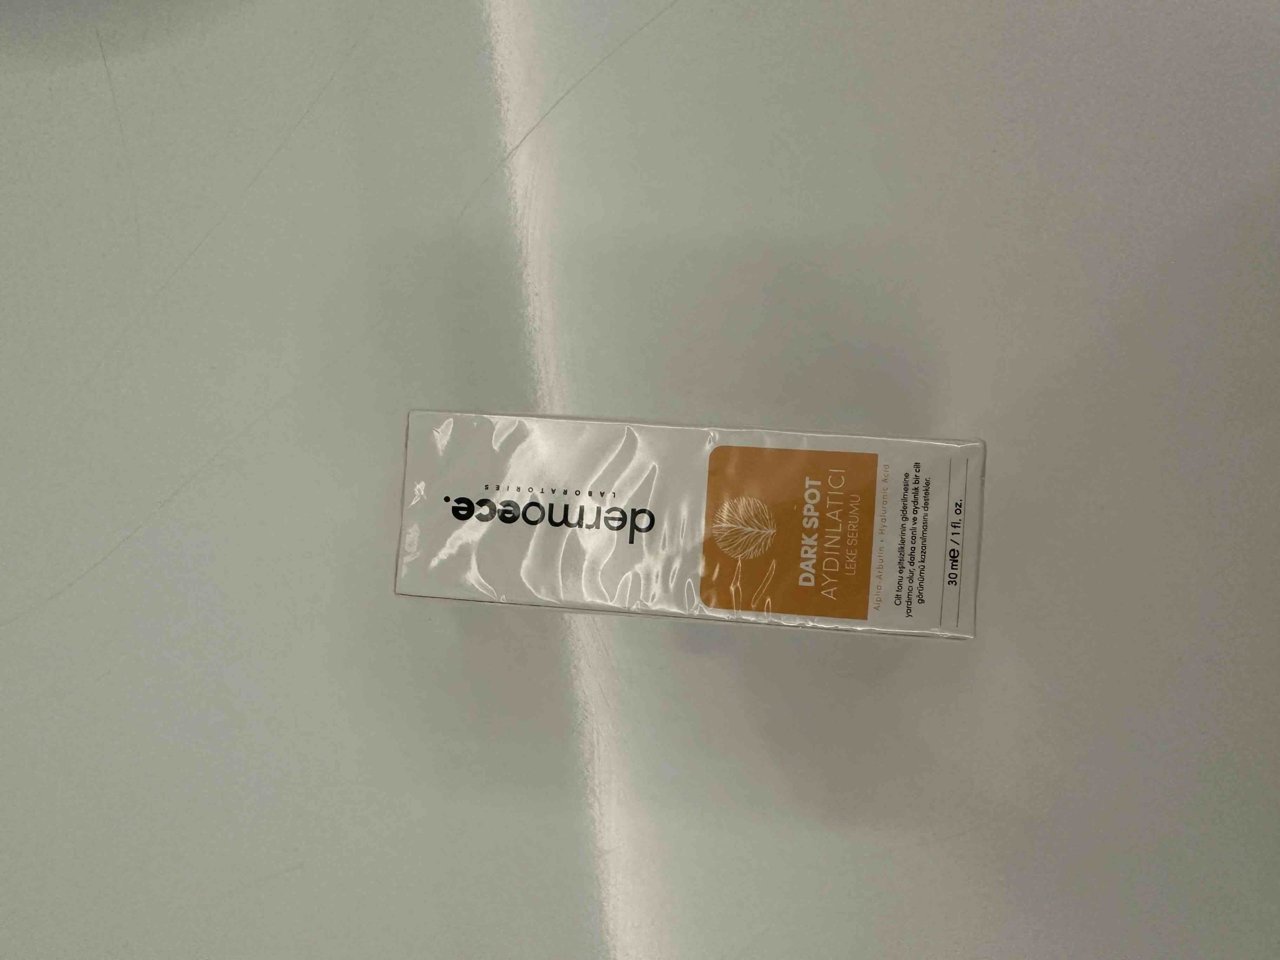 dermoece.
LABORATORIES
DARK SPOT
AYDINLATICI
LEKE SERUMU
Alpha Arbutin + Hyaluronic Acid
Cilt tonu eşitsizliklerinin giderilmesine
yardımcı olur, daha canlı ve aydınlık bir cilt
görünümü kazanılmasını destekler.
30 ml e / 1 fl. oz.